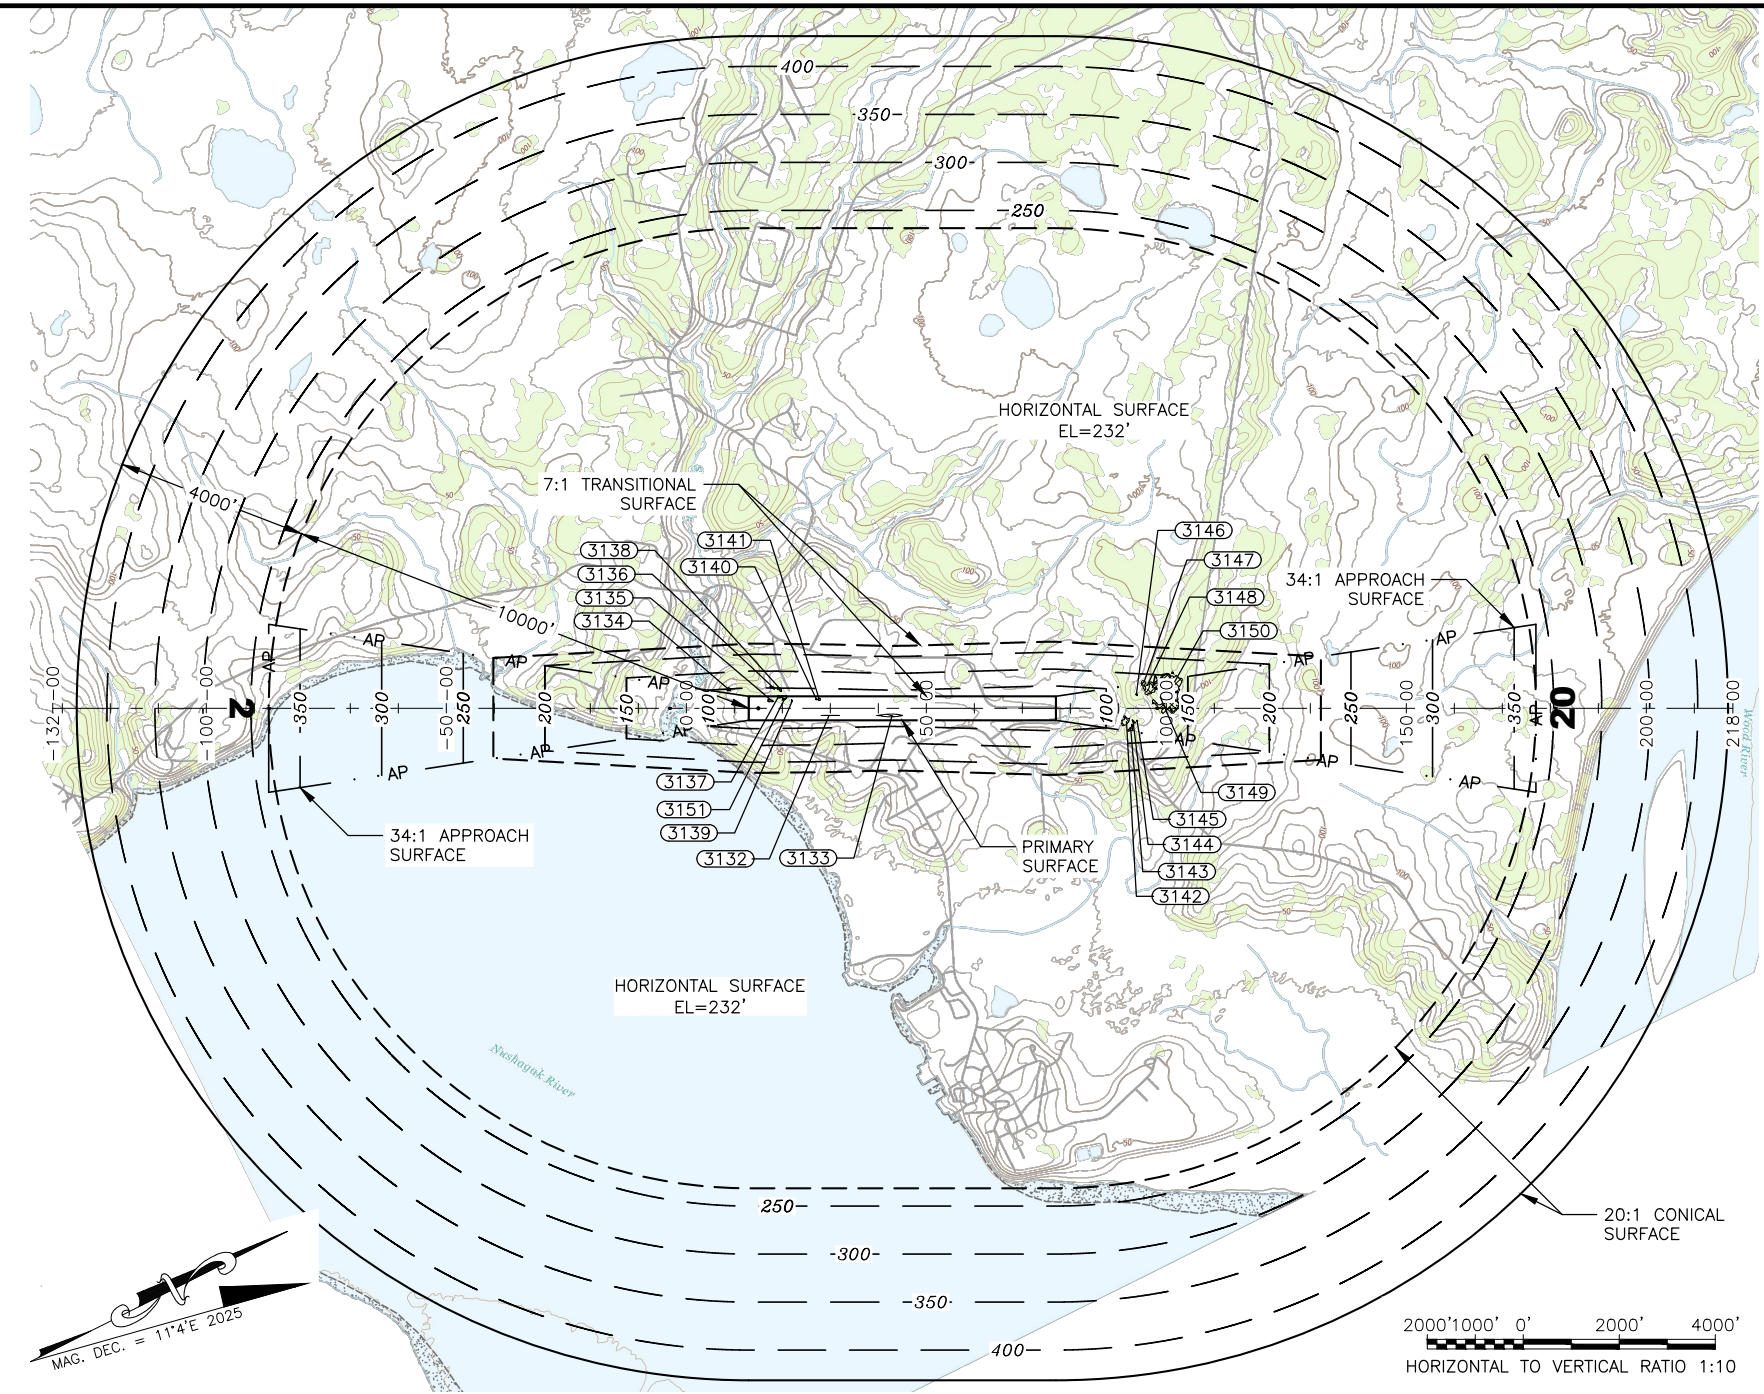 400
350
300
250
HORIZONTAL SURFACE
EL=232'
7:1 TRANSITIONAL
SURFACE
4000'
10000'
3138
3136
3135
3134
3141
3140
3146
3147
3148
3150
34:1 APPROACH
SURFACE
AP
AP
AP
AP
AP
AP
AP
AP
AP
AP
AP
AP
AP
AP
-132+00
-100+00
2
350
300
-50+00
250
200
150
100
50+00
100
100+00
150
200
250
150+00
300
350
20
200+00
218+00
Wood River
3137
3151
3139
3132
3133
3149
3145
3144
3143
3142
34:1 APPROACH
SURFACE
PRIMARY
SURFACE
HORIZONTAL SURFACE
EL=232'
Nushagak River
250
300
350
400
20:1 CONICAL
SURFACE
N
MAG. DEC. = 11°4'E 2025
2000' 1000' 0' 2000' 4000'
HORIZONTAL TO VERTICAL RATIO 1:10